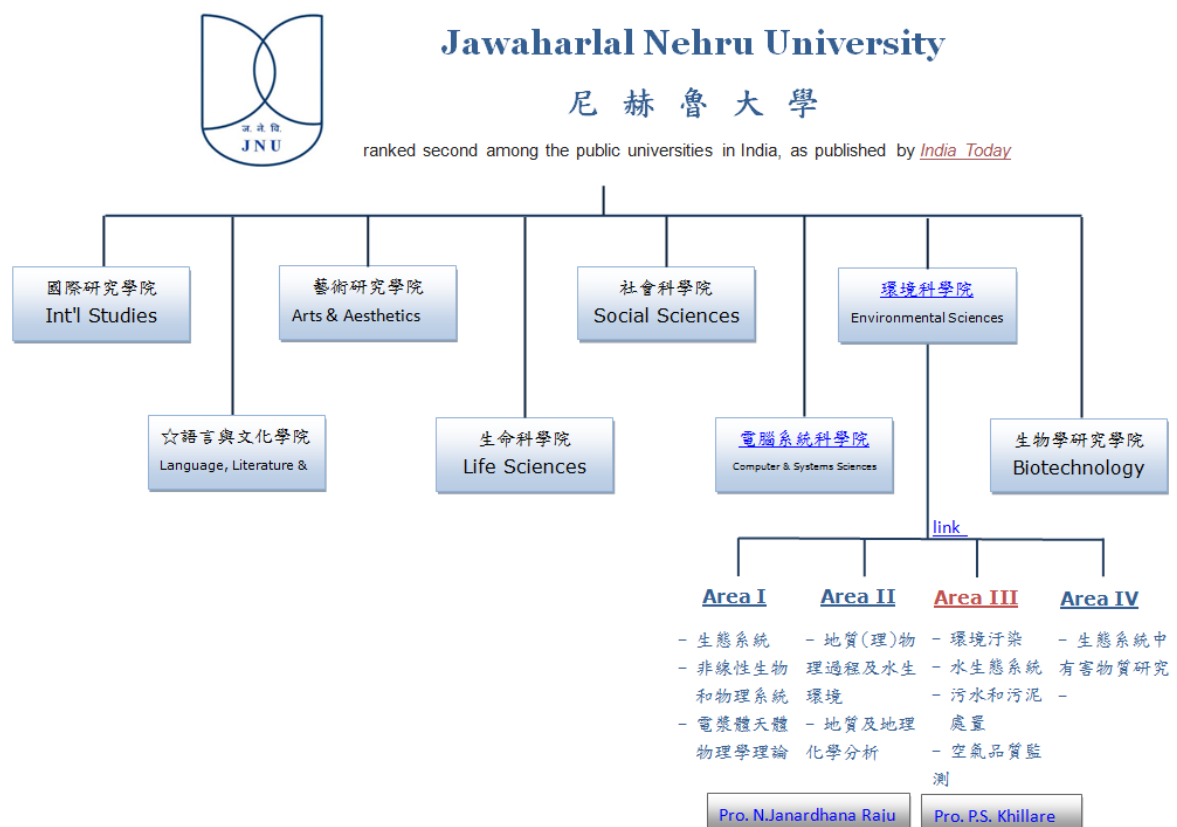 Jawaharlal Nehru University
尼赫魯大學
ज. ने. वि.
JNU
ranked second among the public universities in India, as published by India Today
國際研究學院
Int'l Studies
藝術研究學院
Arts & Aesthetics
社會科學院
Social Sciences
環境科學院
Environmental Sciences
☆語言與文化學院
Language, Literature &
生命科學院
Life Sciences
電腦系統科學院
Computer & Systems Sciences
生物學研究學院
Biotechnology
link
Area I
- 生態系統
- 非線性生物
和物理系統
- 電漿體天體
物理學理論
Area II
- 地質(理)物
理過程及水生
環境
- 地質及地理
化學分析
Area III
- 環境汙染
- 水生態系統
- 污水和污泥
處置
- 空氣品質監
測
Area IV
- 生態系統中
有害物質研究
-
Pro. N.Janardhana Raju
Pro. P.S. Khillare